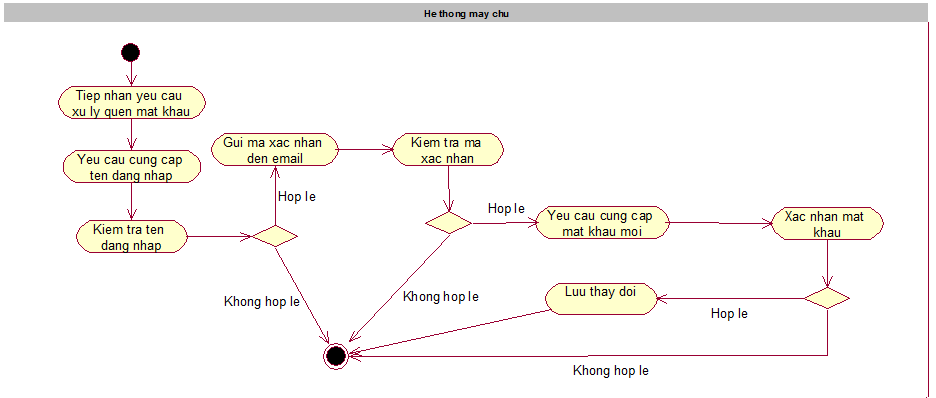 He thong may chu
Tiep nhan yeu cau
xu ly quen mat khau
Yeu cau cung cap
ten dang nhap
Kiem tra ten
dang nhap
Gui ma xac nhan
den email
Hop le
Khong hop le
Kiem tra ma
xac nhan
Hop le
Khong hop le
Yeu cau cung cap
mat khau moi
Xac nhan mat
khau
Luu thay doi
Hop le
Khong hop le